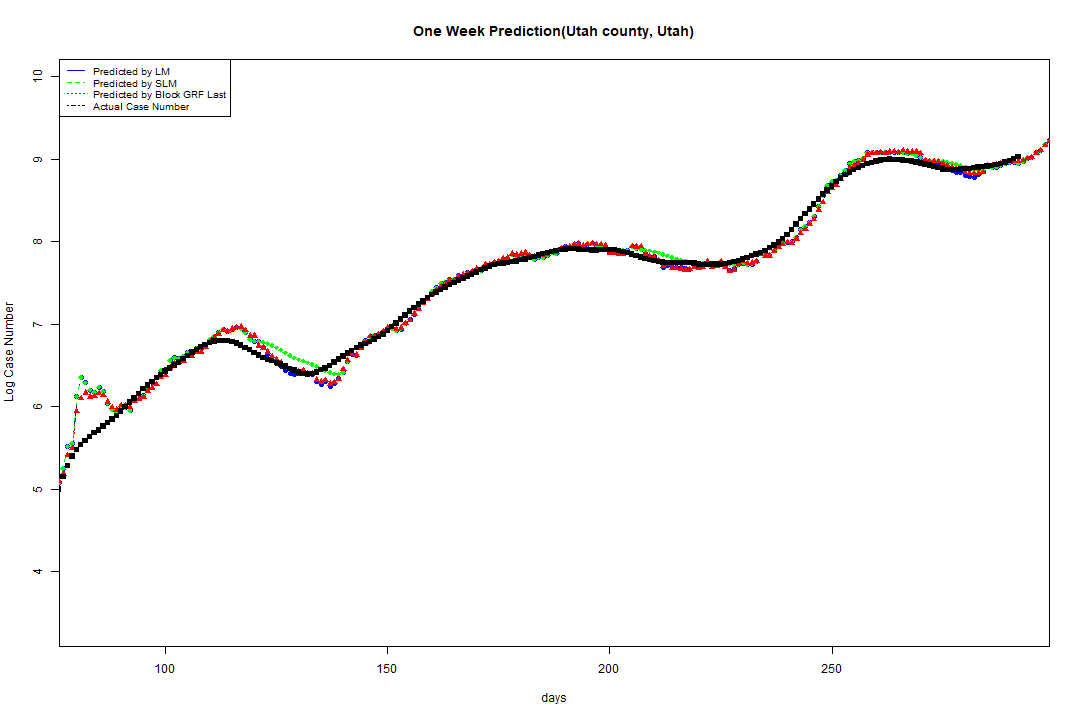 One Week Prediction(Utah county, Utah)
Predicted by LM
Predicted by SLM
Predicted by Block GRF Last
Actual Case Number
10
9
8
7
6
5
4
Log Case Number
100 150 200 250
days